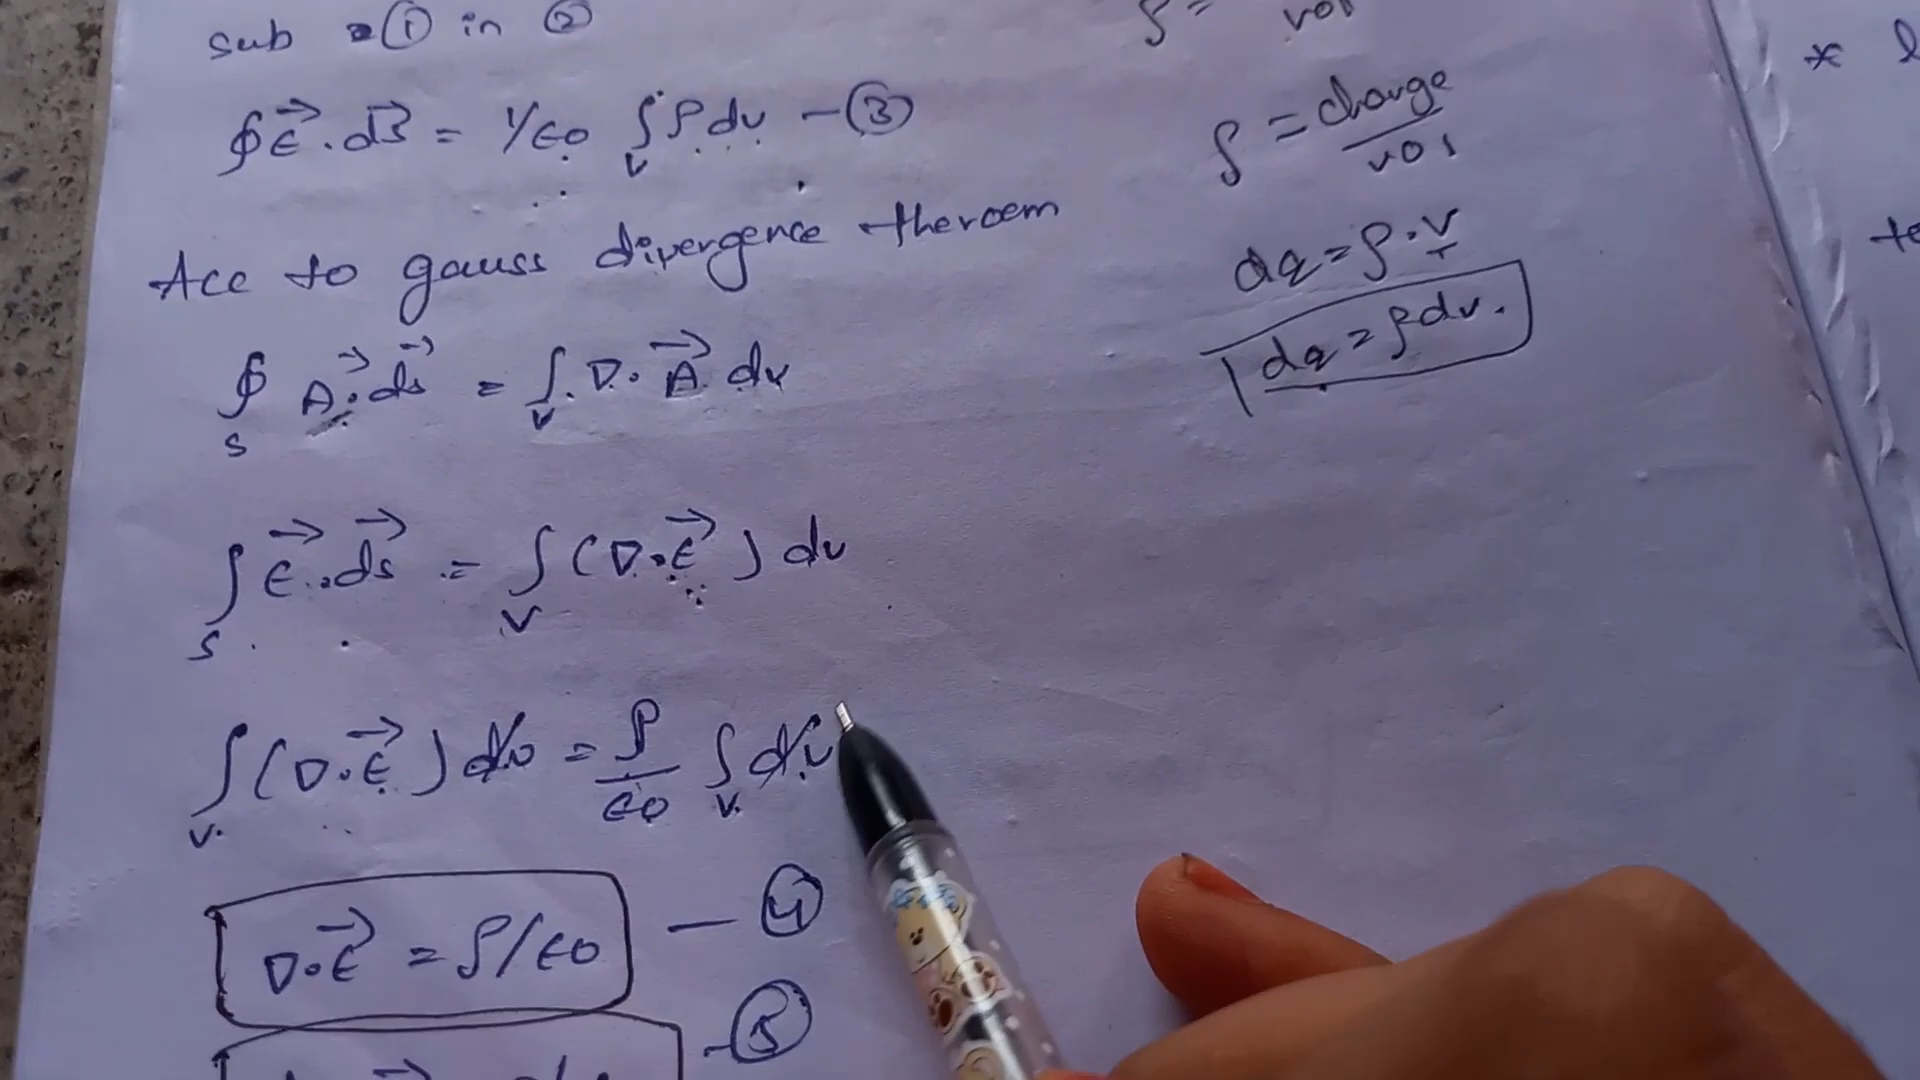 sub ① in ②
∮ E⃗ . dS⃗ = 1/ϵ0 ∫ ρ dv – ③
v
Acc to gauss divergence theroem
∮ A⃗ . ds⃗ = ∫ ∇ . A⃗ dv
s v
∫ E⃗ . ds⃗ = ∫ (∇ . E⃗) dv
s v
∫ (∇ . E⃗) dv = ρ/ϵ0 ∫ dv
v v
∇ . E⃗ = ρ/ϵ0 — ④
- ⑤
ρ = vol
ρ = charge
vol
dq = ρ . v
dq = ρdv.
*